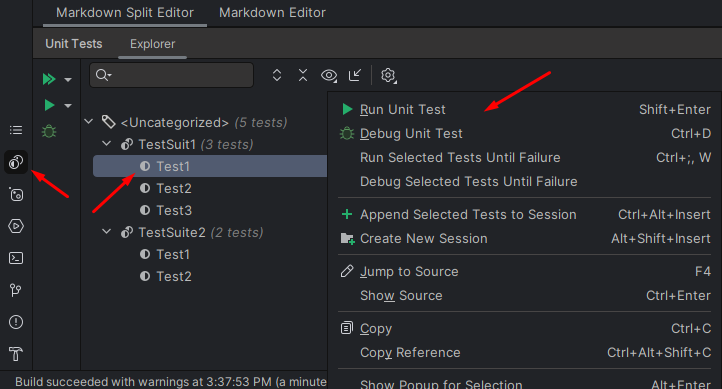 Markdown Split Editor Markdown Editor
Unit Tests Explorer
<Uncategorized> (5 tests)
TestSuit1 (3 tests)
Test1
Test2
Test3
TestSuite2 (2 tests)
Test1
Test2
Run Unit Test Shift+Enter
Debug Unit Test Ctrl+D
Run Selected Tests Until Failure Ctrl+;, W
Debug Selected Tests Until Failure
Append Selected Tests to Session Ctrl+Alt+Insert
Create New Session Alt+Shift+Insert
Jump to Source F4
Show Source Ctrl+Enter
Copy Ctrl+C
Copy Reference Ctrl+Alt+Shift+C
Show Popup for Selection Alt+Enter
Build succeeded with warnings at 3:37:53 PM (a minute